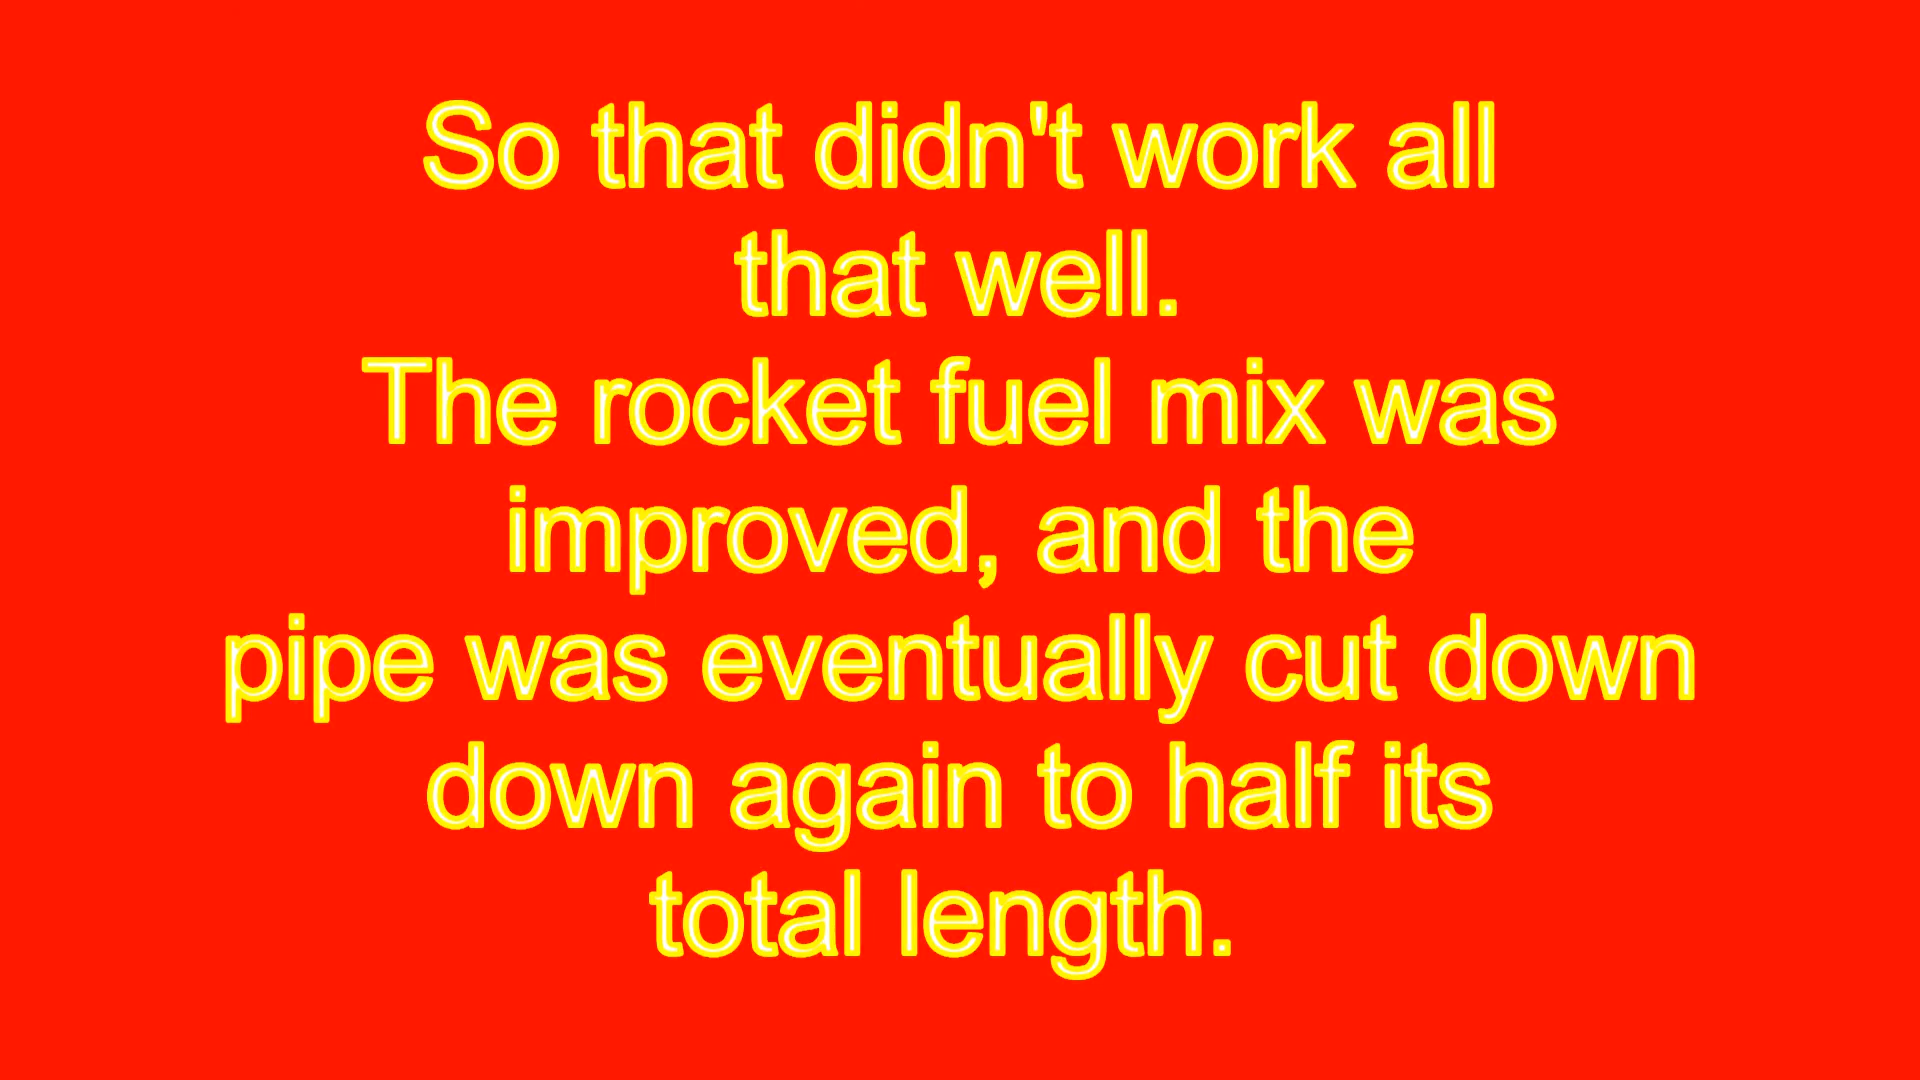 So that didn't work all
that well.
The rocket fuel mix was
improved, and the
pipe was eventually cut down
down again to half its
total length.